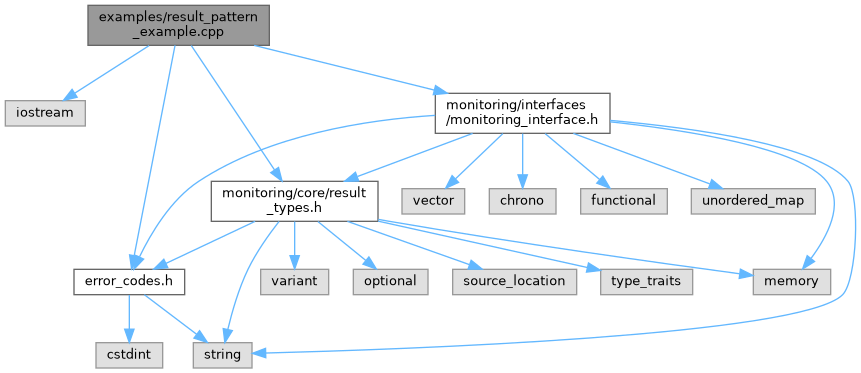 examples/result_pattern
_example.cpp
iostream
monitoring/interfaces
/monitoring_interface.h
monitoring/core/result
_types.h
vector
chrono
functional
unordered_map
error_codes.h
variant
optional
source_location
type_traits
memory
cstdint
string